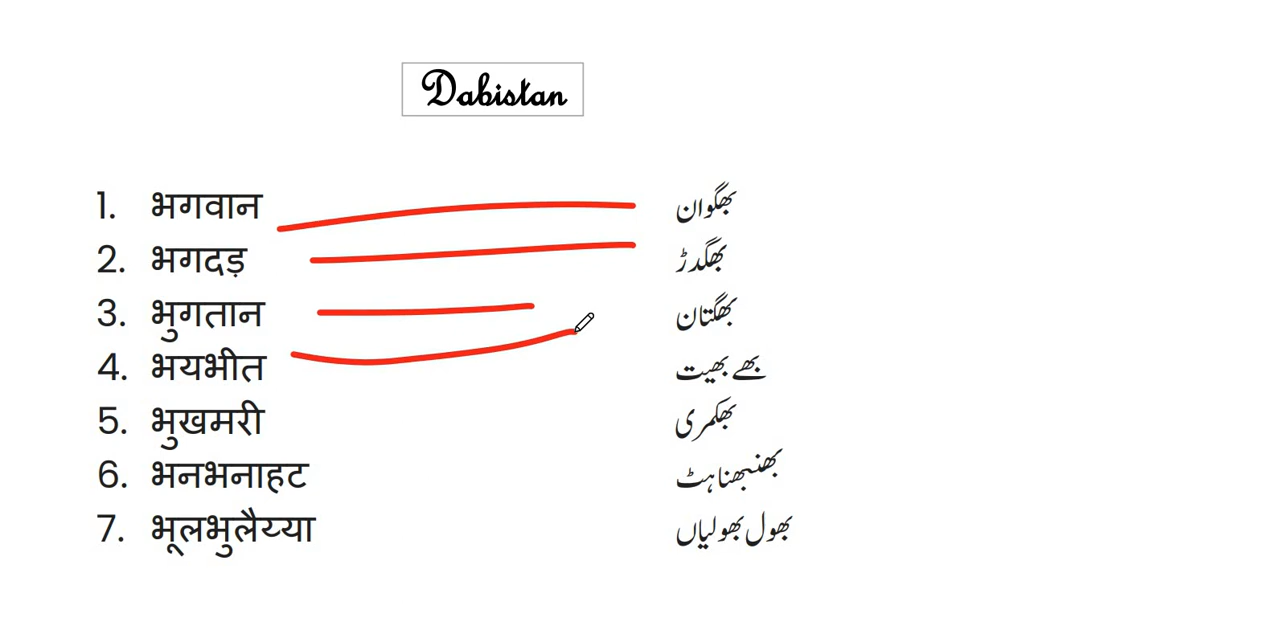 Dabistan
1. भगवान بھگوان
2. भगदड़ بھگدڑ
3. भुगतान بھگتان
4. भयभीत بھے بھیت
5. भुखमरी بھکمری
6. भनभनाहट بھنبھناہٹ
7. भूलभुलैय्या بھول بھولیاں